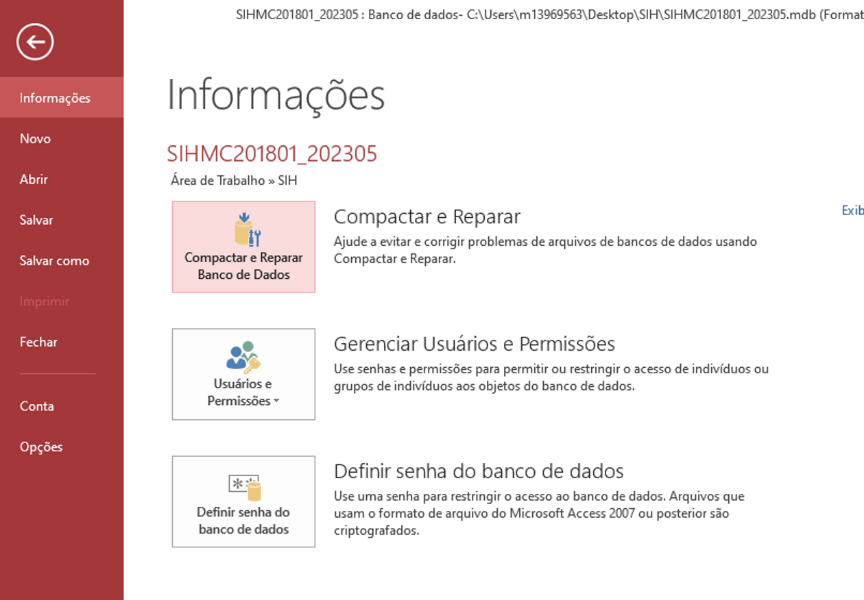 SIHMC201801_202305 : Banco de dados- C:\Users\m13969563\Desktop\SIH\SIHMC201801_202305.mdb (Format
Informações
Novo
Abrir
Salvar
Salvar como
Imprimir
Fechar
Conta
Opções
Informações
SIHMC201801_202305
Área de Trabalho » SIH
Compactar e Reparar
Banco de Dados
Compactar e Reparar
Ajude a evitar e corrigir problemas de arquivos de bancos de dados usando
Compactar e Reparar.
Exib
Usuários e
Permissões
Gerenciar Usuários e Permissões
Use senhas e permissões para permitir ou restringir o acesso de indivíduos ou
grupos de indivíduos aos objetos do banco de dados.
Definir senha do
banco de dados
Definir senha do banco de dados
Use uma senha para restringir o acesso ao banco de dados. Arquivos que
usam o formato de arquivo do Microsoft Access 2007 ou posterior são
criptografados.